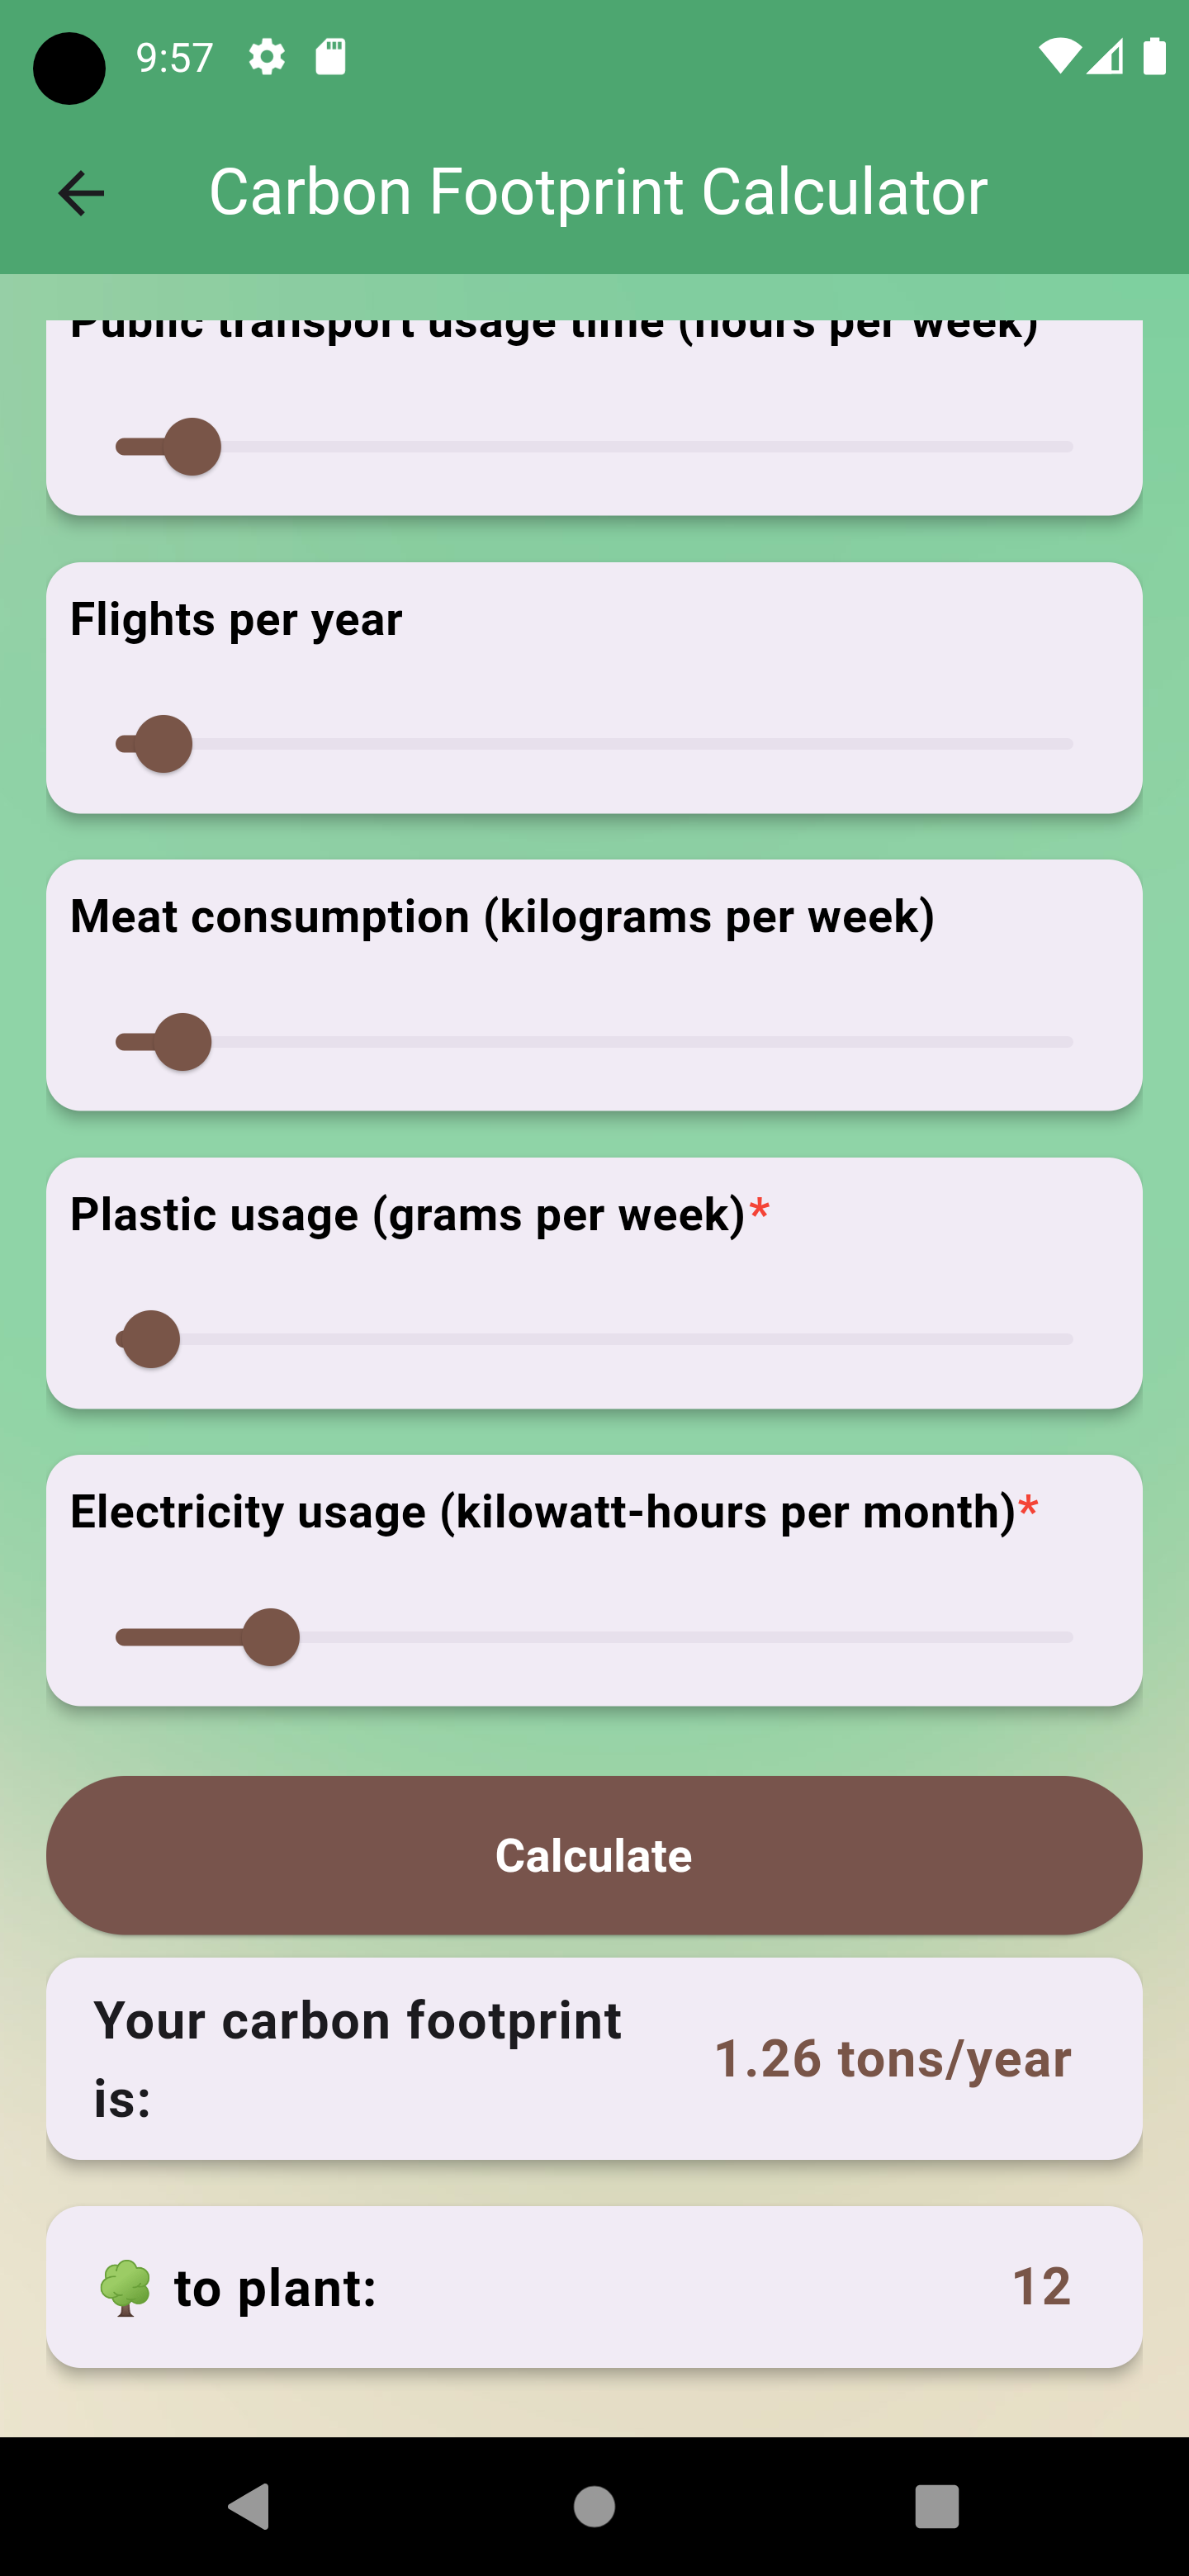 9:57
Carbon Footprint Calculator
Public transport usage time (hours per week)
Flights per year
Meat consumption (kilograms per week)
Plastic usage (grams per week)*
Electricity usage (kilowatt-hours per month)*
Calculate
Your carbon footprint
is:
1.26 tons/year
to plant:
12